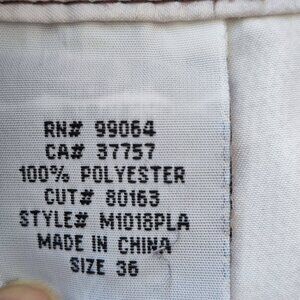 RN# 99064
CA# 37757
100% POLYESTER
CUT# 80163
STYLE# M1018PLA
MADE IN CHINA
SIZE 36